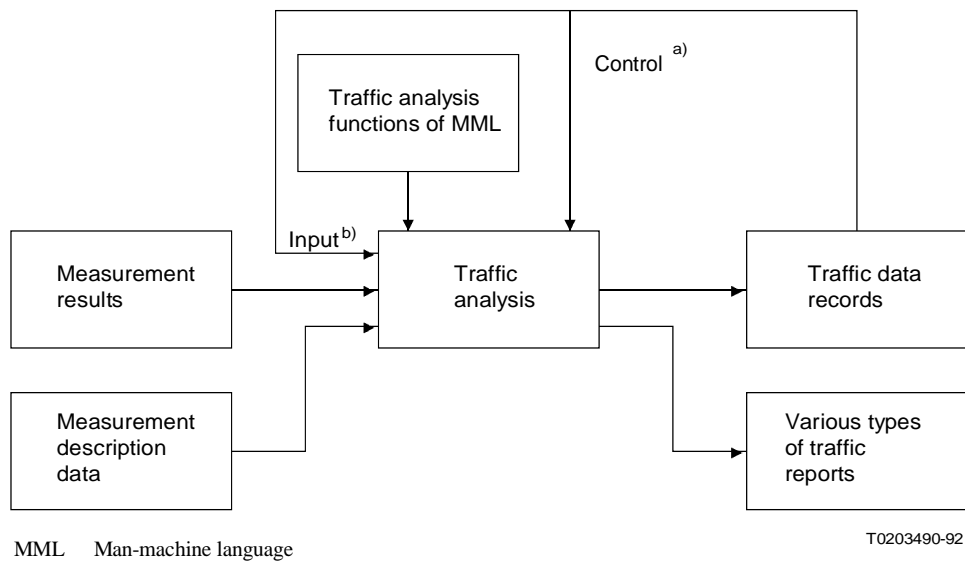 Control a)
Traffic analysis
functions of MML
Input b)
Measurement
results
Traffic
analysis
Traffic data
records
Measurement
description
data
Various types
of traffic
reports
MML Man-machine language
T0203490-92